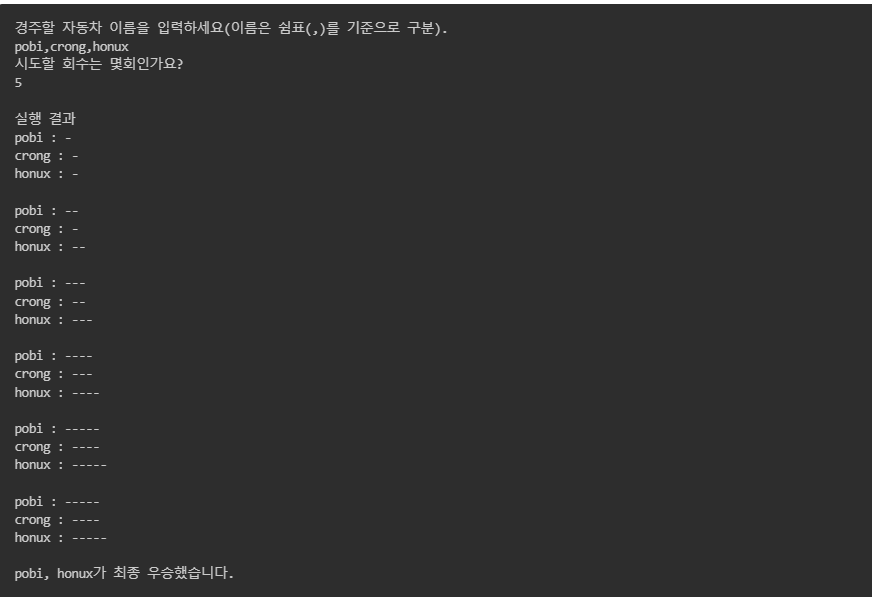 경주할 자동차 이름을 입력하세요(이름은 쉼표(,)를 기준으로 구분).
pobi,crong,honux
시도할 회수는 몇회인가요?
5
실행 결과
pobi : -
crong : -
honux : -
pobi : --
crong : -
honux : --
pobi : ---
crong : --
honux : ---
pobi : ----
crong : ---
honux : ----
pobi : -----
crong : ----
honux : -----
pobi : -----
crong : ----
honux : -----
pobi, honux가 최종 우승했습니다.